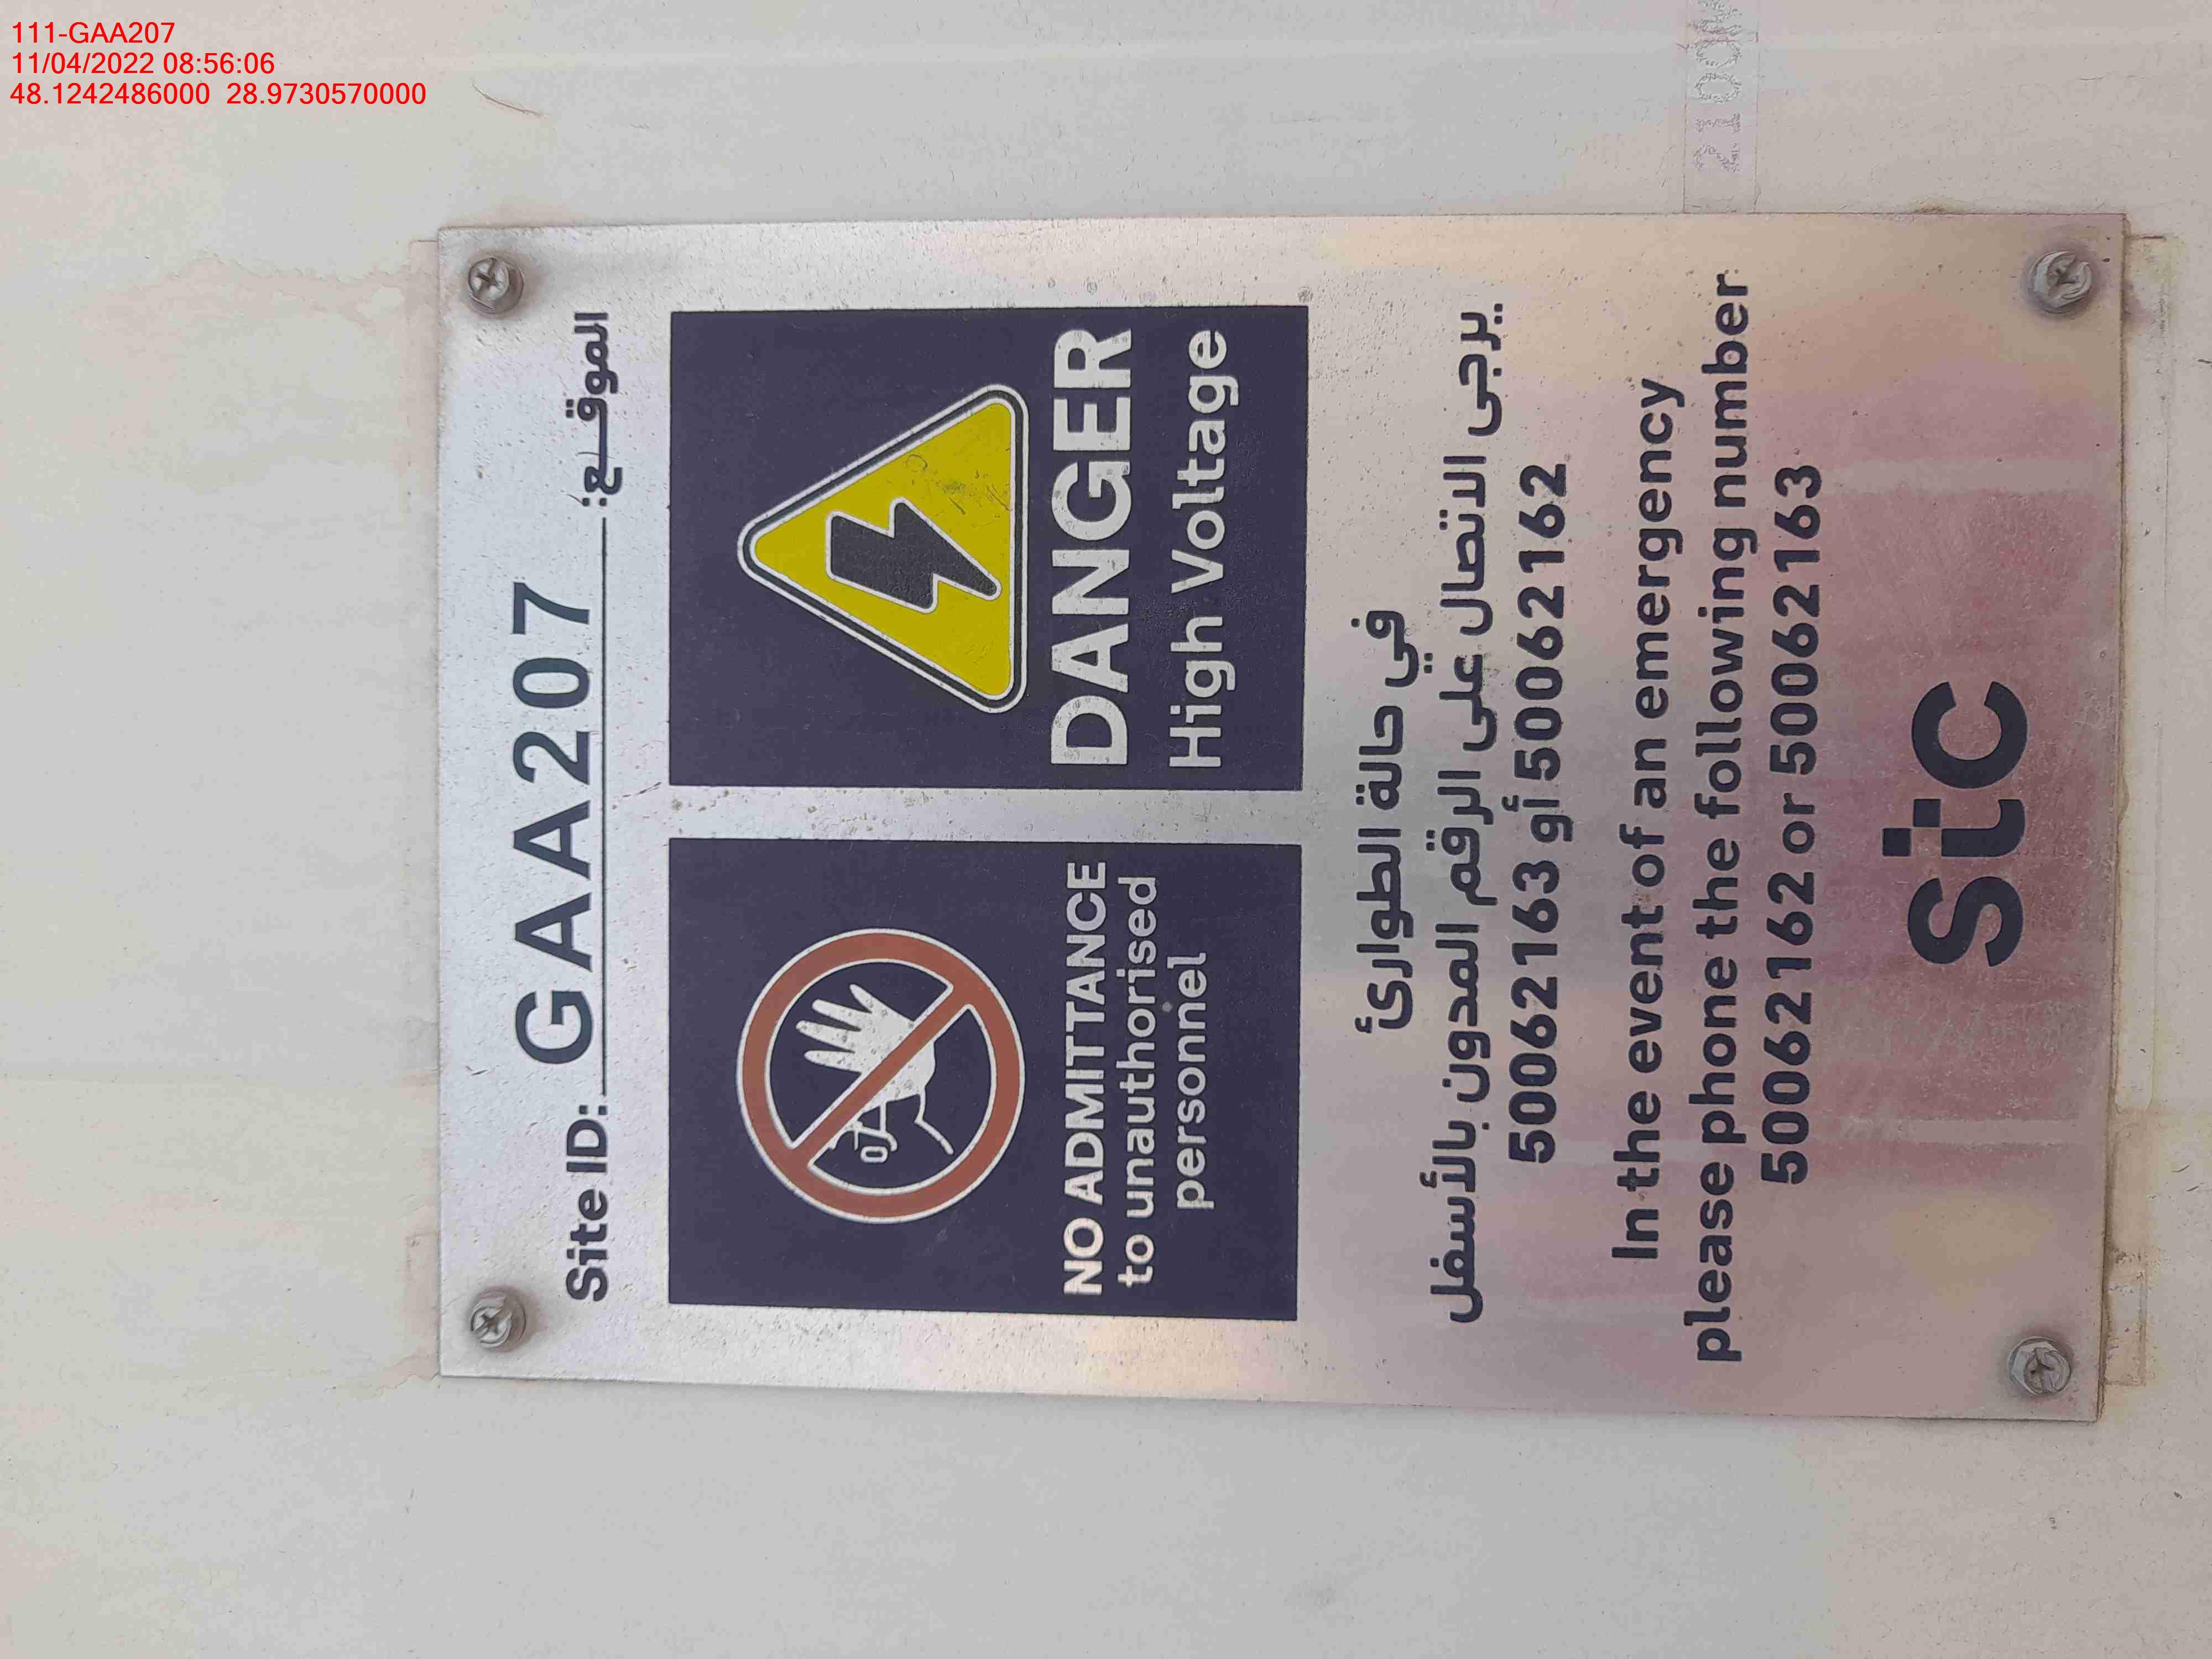 111-GAA207
11/04/2022 08:56:06
48.1242486000 28.9730570000
Site ID: GAA207 الموقع:
NO ADMITTANCE
to unauthorised
personnel
DANGER
High Voltage
في حالة الطوارئ
يرجى الاتصال على الرقم المدون بالأسفل
50062162 أو 50062163
In the event of an emergency
please phone the following number
50062162 or 50062163
stc